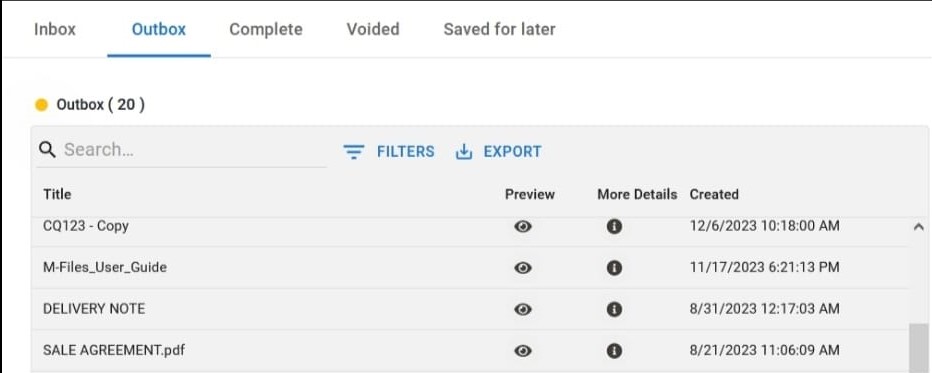 Inbox Outbox Complete Voided Saved for later
Outbox ( 20 )
Search... FILTERS EXPORT
Title Preview More Details Created
CQ123 - Copy 12/6/2023 10:18:00 AM
M-Files_User_Guide 11/17/2023 6:21:13 PM
DELIVERY NOTE 8/31/2023 12:17:03 AM
SALE AGREEMENT.pdf 8/21/2023 11:06:09 AM